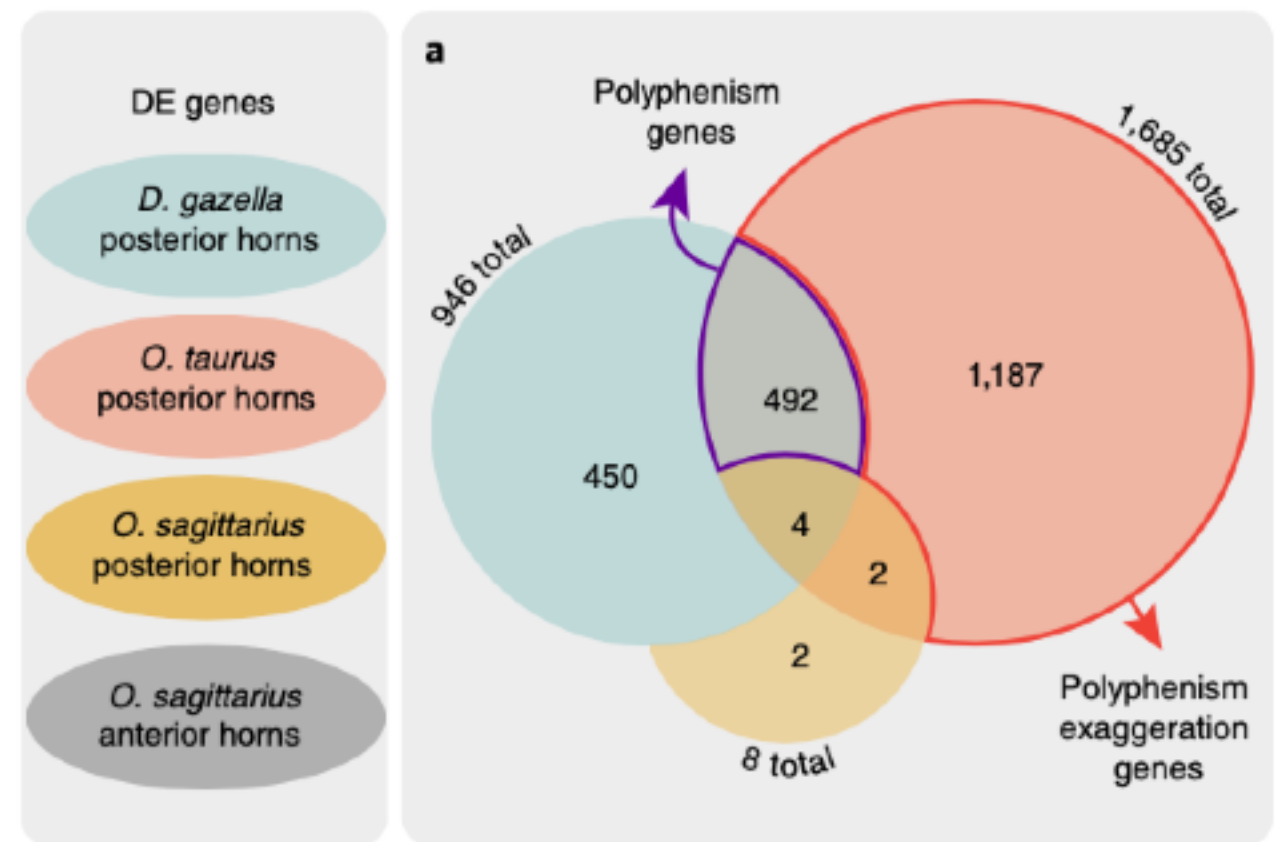 DE genes
D. gazella
posterior horns
O. taurus
posterior horns
O. sagittarius
posterior horns
O. sagittarius
anterior horns
a
Polyphenism
genes
946 total
1,685 total
492
1,187
450
4
2
2
8 total
Polyphenism
exaggeration
genes